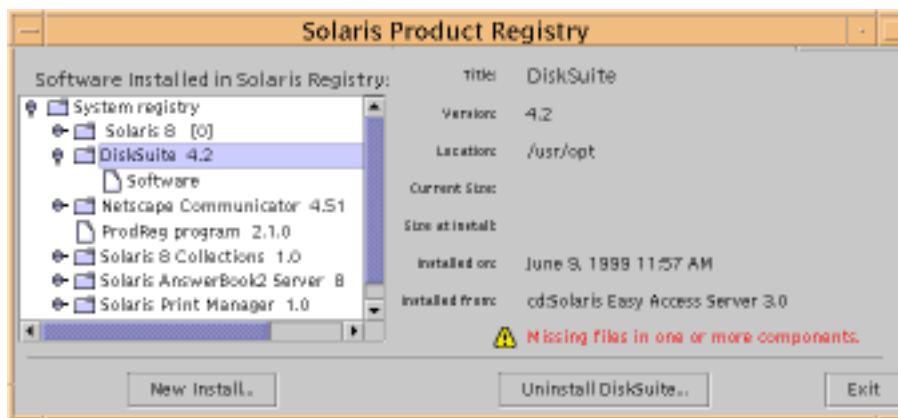 Solaris Product Registry
Software Installed in Solaris Registry:
System registry
Solaris 8 [0]
DiskSuite 4.2
Software
Netscape Communicator 4.51
ProdReg program 2.1.0
Solaris 8 Collections 1.0
Solaris AnswerBook2 Server 8
Solaris Print Manager 1.0
Title: DiskSuite
Version: 4.2
Location: /usr/opt
Current Size:
Size at install:
Installed on: June 9, 1999 11:57 AM
Installed from: cd:Solaris Easy Access Server 3.0
Missing files in one or more components.
New Install..
Uninstall DiskSuite...
Exit